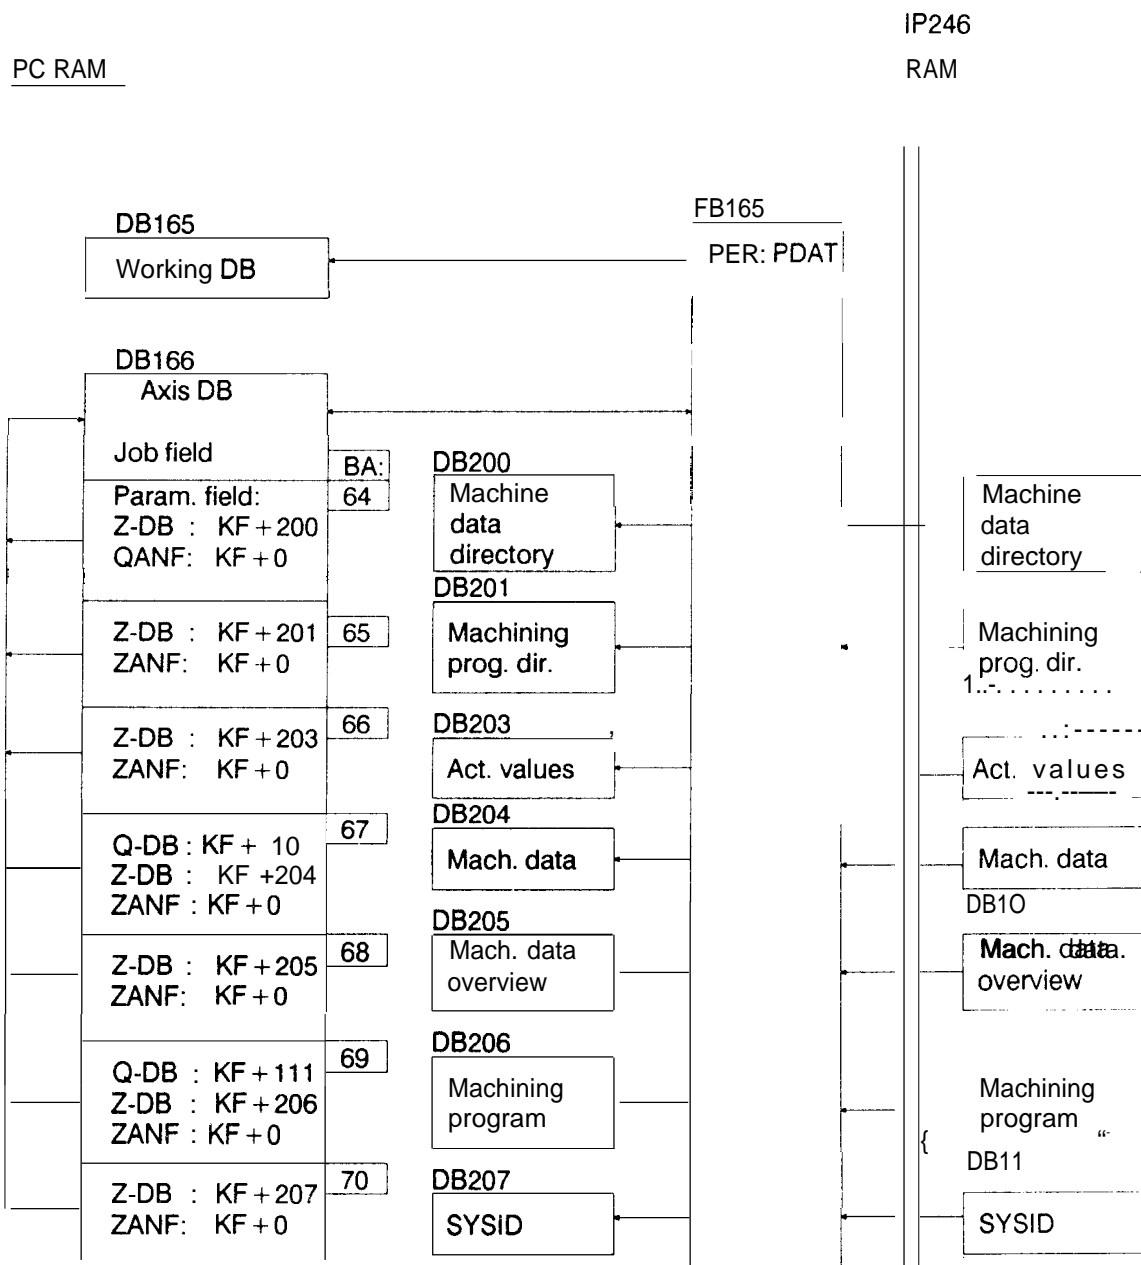 IP246
PC RAM
RAM
FB165
PER: PDAT
DB165
Working DB
DB166
Axis DB
Job field
BA:
Param. field:
Z-DB : KF+200
QANF: KF+0
64
DB200
Machine
data
directory
Machine
data
directory
Z-DB : KF+201
ZANF: KF+0
65
DB201
Machining
prog. dir.
Machining
prog. dir.
Z-DB : KF+203
ZANF: KF+0
66
DB203
Act. values
Act. values
Q-DB : KF+ 10
Z-DB : KF +204
ZANF : KF+0
67
DB204
Mach. data
Mach. data
DB1O
Z-DB : KF+205
ZANF: KF+0
68
DB205
Mach. data
overview
Mach. data.
overview
Q-DB : KF+111
Z-DB : KF+206
ZANF : KF+0
69
DB206
Machining
program
Machining
program
DB11
Z-DB : KF+207
ZANF: KF+0
70
DB207
SYSID
SYSID